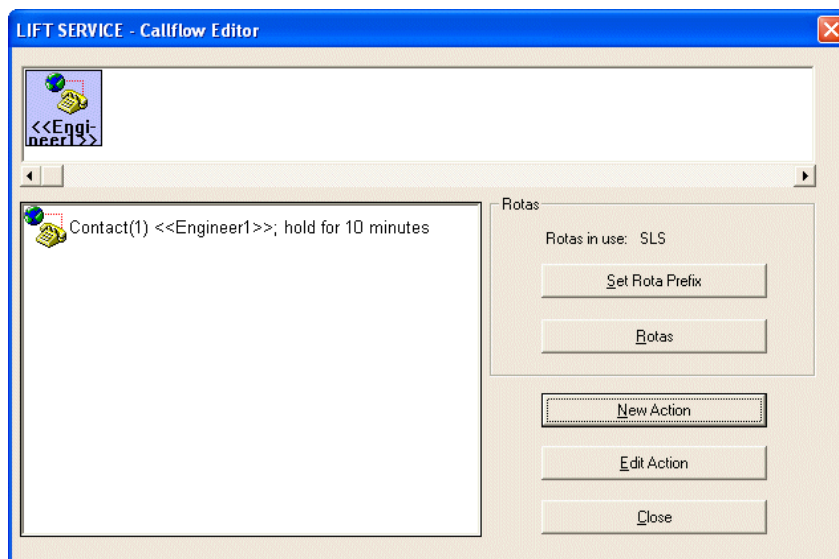 LIFT SERVICE - Callflow Editor
<<Engi-
neer1>>
Contact(1) <<Engineer1>>; hold for 10 minutes
Rotas
Rotas in use: SLS
Set Rota Prefix
Rotas
New Action
Edit Action
Close